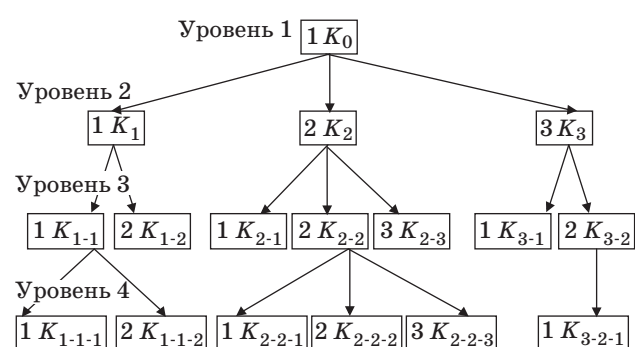 Уровень 1 1 K₀
Уровень 2
1 K₁ 2 K₂ 3 K₃
Уровень 3
1 K₁₋₁ 2 K₁₋₂ 1 K₂₋₁ 2 K₂₋₂ 3 K₂₋₃ 1 K₃₋₁ 2 K₃₋₂
Уровень 4
1 K₁₋₁₋₁ 2 K₁₋₁₋₂ 1 K₂₋₂₋₁ 2 K₂₋₂₋₂ 3 K₂₋₂₋₃ 1 K₃₋₂₋₁